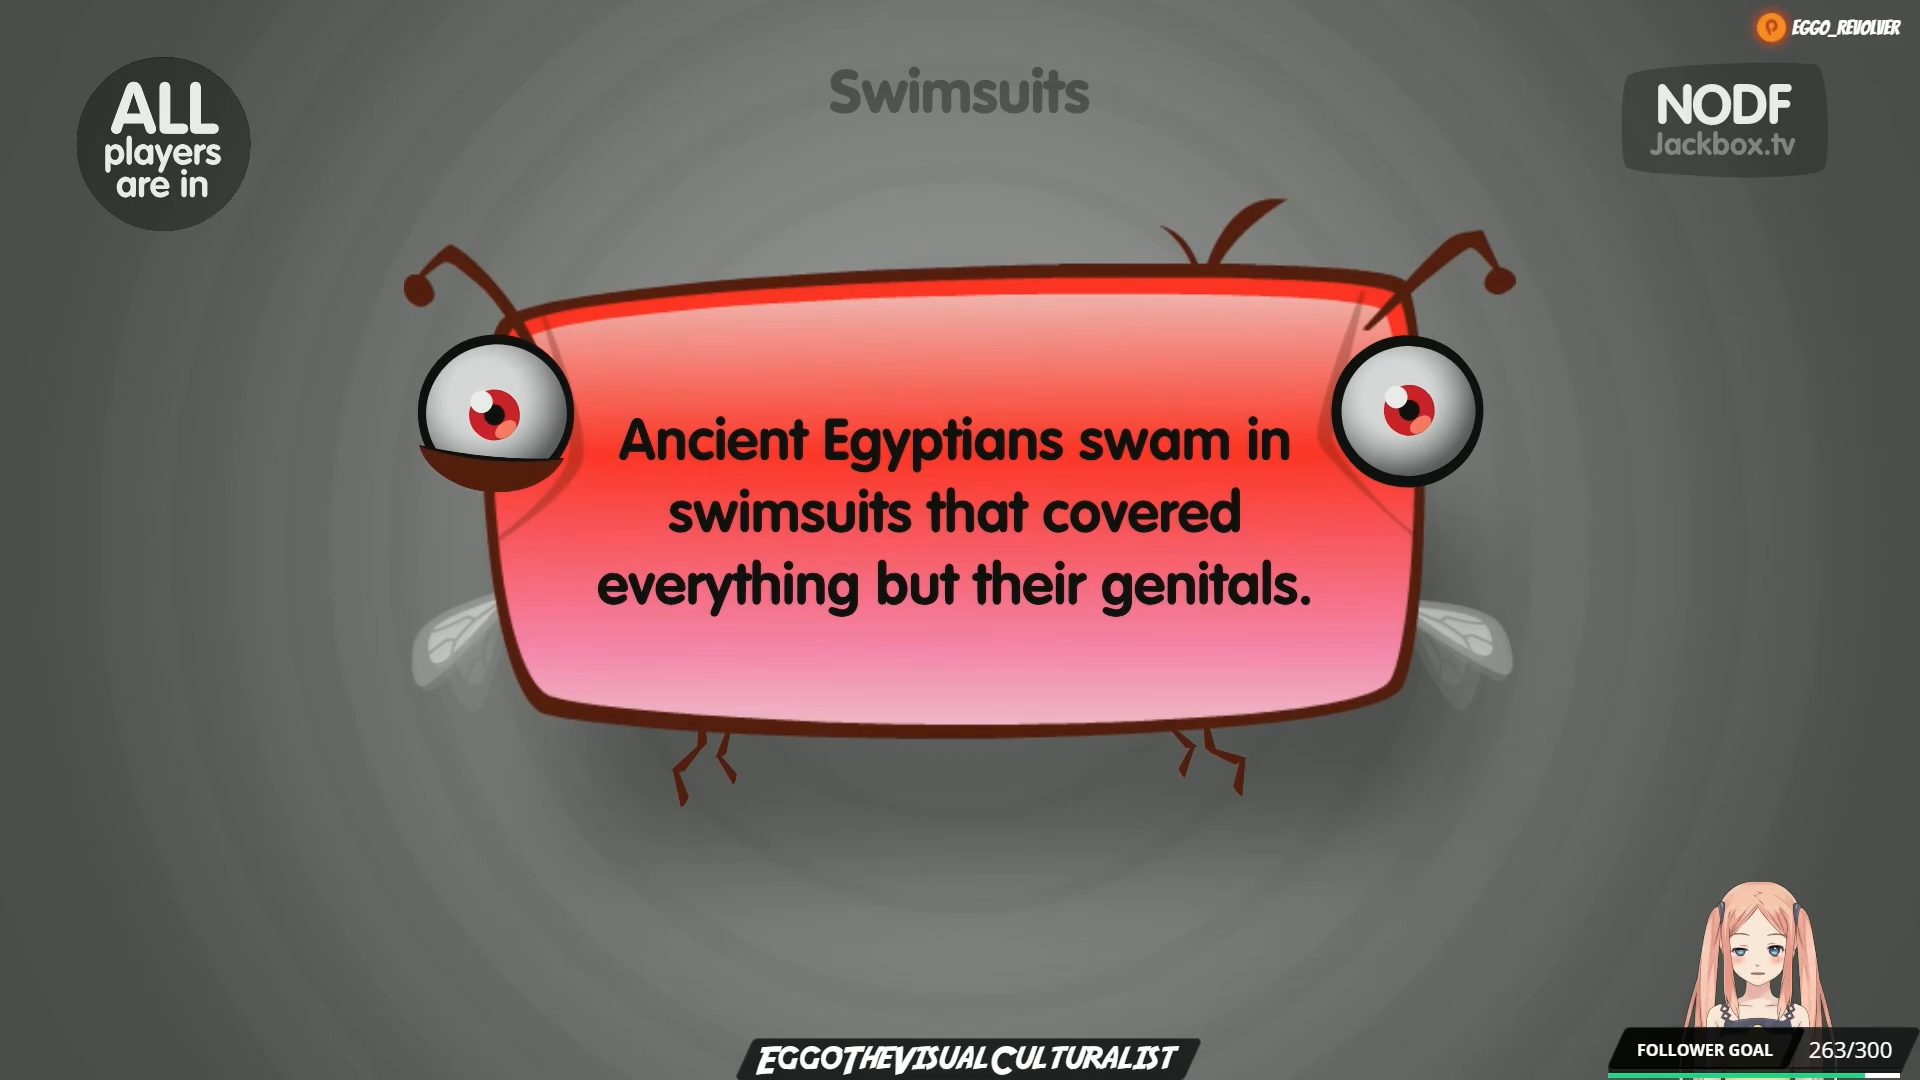 EGGO_REVOLVER
ALL
players
are in
Swimsuits
NODF
Jackbox.tv
Ancient Egyptians swam in
swimsuits that covered
everything but their genitals.
EGGOTHEVISUALCULTURALIST
FOLLOWER GOAL 263/300